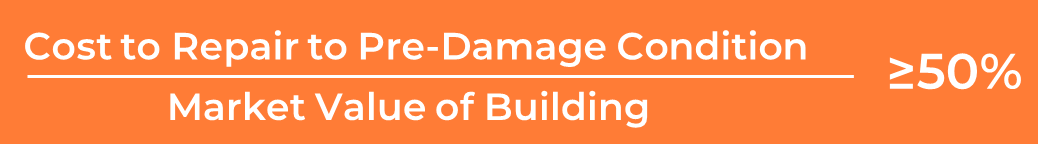 Cost to Repair to Pre-Damage Condition
Market Value of Building
≥50%